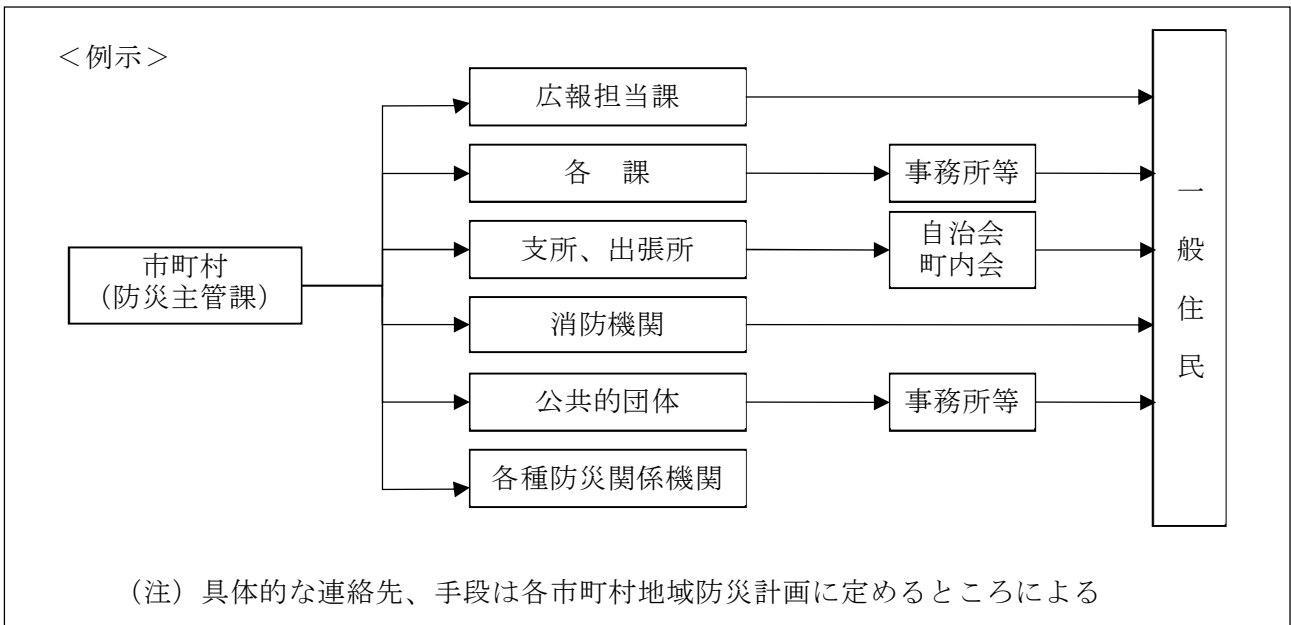 ＜例示＞
広報担当課
各　課
事務所等
支所、出張所
自治会
町内会
市町村
（防災主管課）
消防機関
公共的団体
事務所等
各種防災関係機関
一般住民
（注）具体的な連絡先、手段は各市町村地域防災計画に定めるところによる